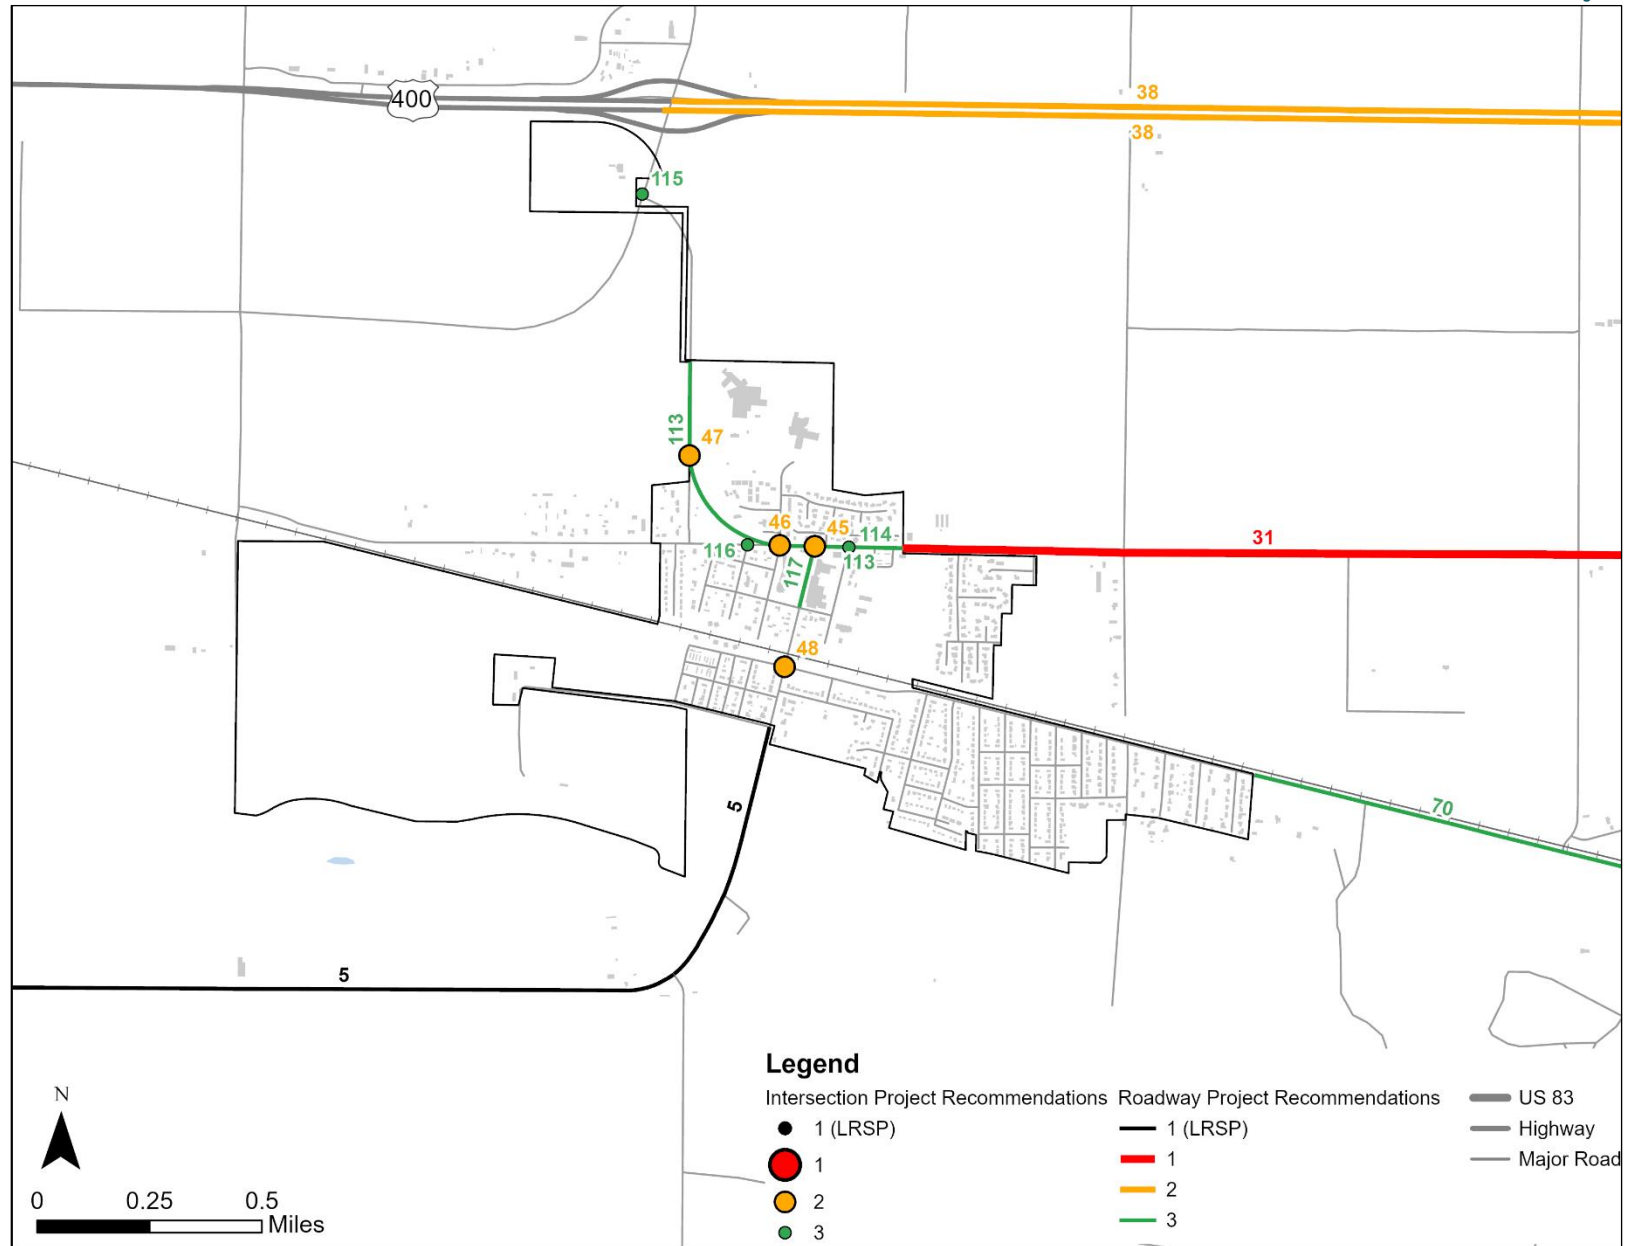 38
400
38
115
113
47
46
45
114
31
116
113
117
48
70
5
5
Legend
Intersection Project Recommendations
Roadway Project Recommendations
1 (LRSP)
1
2
3
1 (LRSP)
1
2
3
US 83
Highway
Major Road
N
0 0.25 0.5
Miles